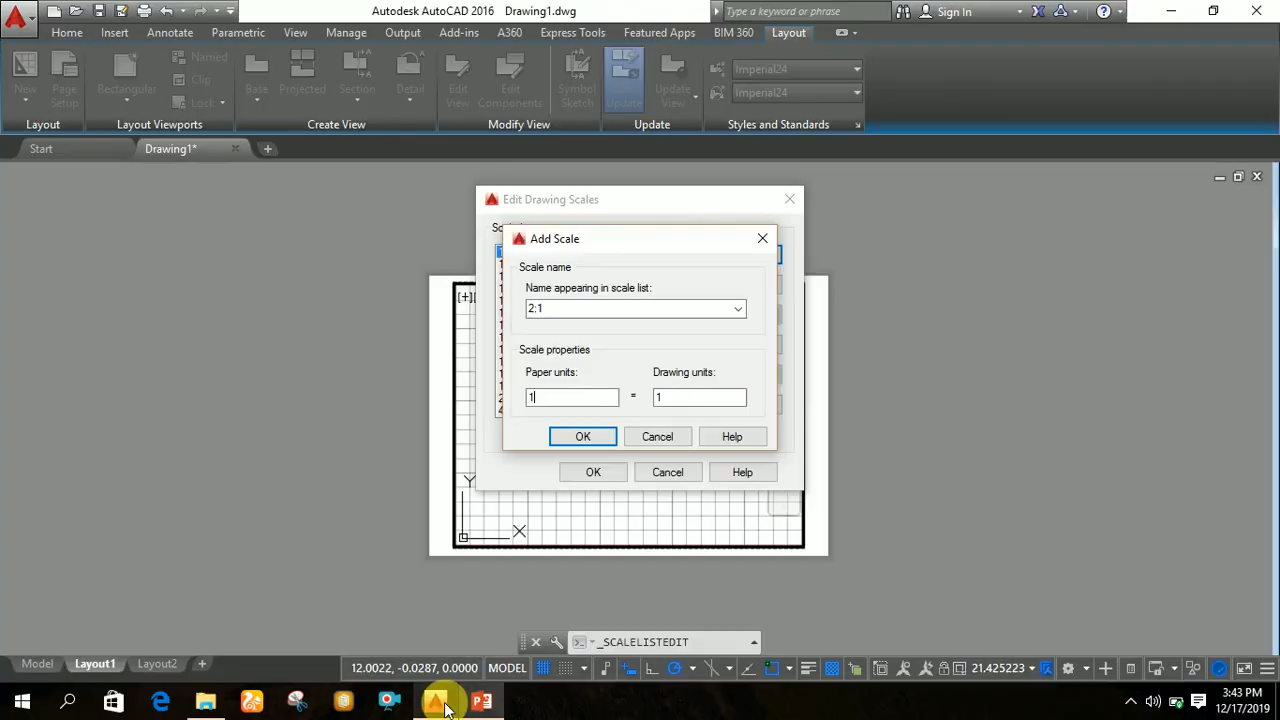 Autodesk AutoCAD 2016 Drawing1.dwg
Type a keyword or phrase
Sign In
Home Insert Annotate Parametric View Manage Output Add-ins A360 Express Tools Featured Apps BIM 360 Layout
New
Page Setup
Rectangular
Named
Clip
Lock
Base
Projected
Section
Detail
Edit View
Edit Components
Symbol Sketch
Update
Update View
Imperial24
Imperial24
Layout Layout Viewports Create View Modify View Update Styles and Standards
Start Drawing1*
Edit Drawing Scales
Add Scale
Scale name
Name appearing in scale list:
2:1
Scale properties
Paper units: Drawing units:
1 = 1
OK Cancel Help
OK Cancel Help
[+]
Y
X
_SCALELISTEDIT
Model Layout1 Layout2
12.0022, -0.0287, 0.0000 MODEL 21.425223
3:43 PM
12/17/2019